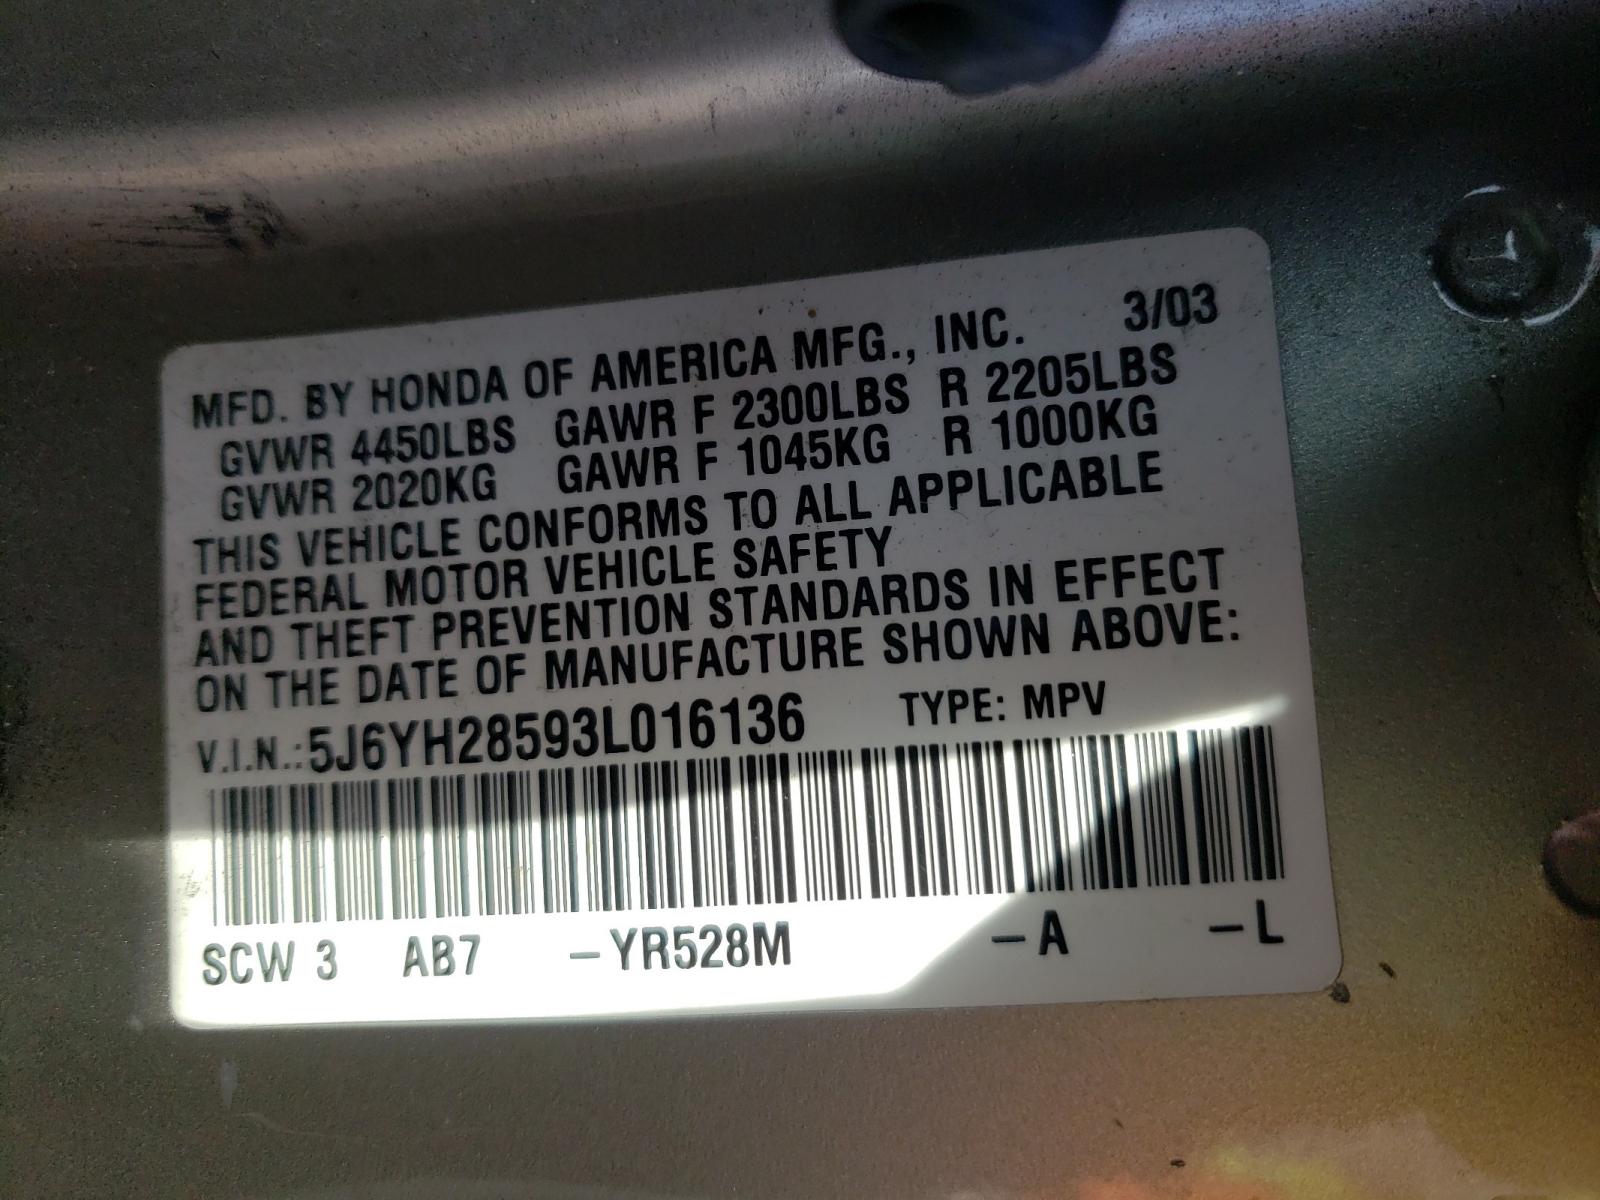 MFD. BY HONDA OF AMERICA MFG., INC. 3/03
GVWR 4450LBS GAWR F 2300LBS R 2205LBS
GVWR 2020KG GAWR F 1045KG R 1000KG
THIS VEHICLE CONFORMS TO ALL APPLICABLE
FEDERAL MOTOR VEHICLE SAFETY
AND THEFT PREVENTION STANDARDS IN EFFECT
ON THE DATE OF MANUFACTURE SHOWN ABOVE:
V.I.N.:5J6YH28593L016136 TYPE: MPV
SCW 3 AB7 –YR528M –A –L